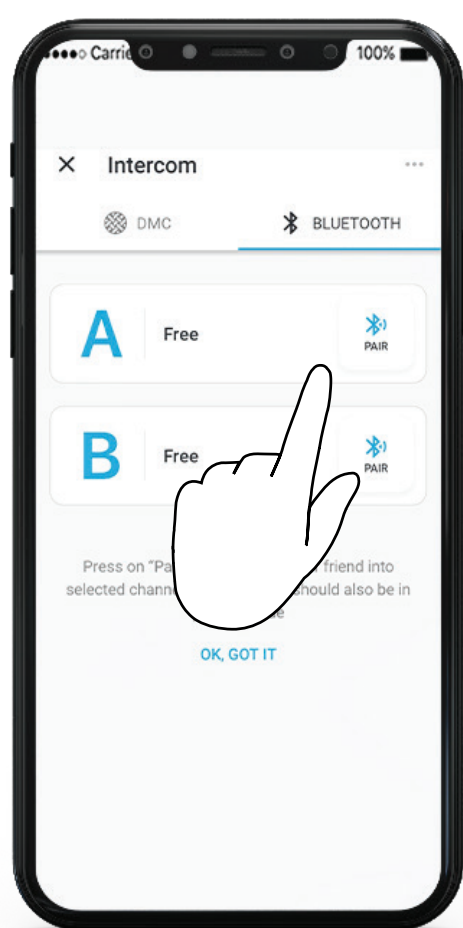 100%
Intercom
DMC
BLUETOOTH
A Free PAIR
B Free PAIR
Press on "Pa friend into
selected chann should also be in
OK, GOT IT